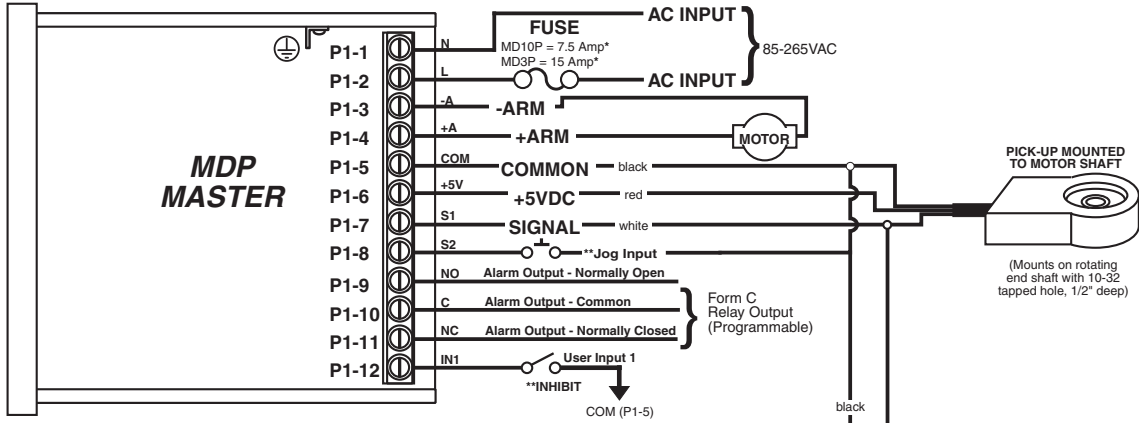 MDP
MASTER
P1-1
P1-2
P1-3
P1-4
P1-5
P1-6
P1-7
P1-8
P1-9
P1-10
P1-11
P1-12
N
L
-A
+A
COM
+5V
S1
S2
NO
C
NC
IN1
AC INPUT
FUSE
MD10P = 7.5 Amp*
MD3P = 15 Amp*
AC INPUT
85-265VAC
-ARM
+ARM
MOTOR
COMMON
black
+5VDC
red
SIGNAL
white
**Jog Input
Alarm Output - Normally Open
Alarm Output - Common
Alarm Output - Normally Closed
Form C
Relay Output
(Programmable)
User Input 1
**INHIBIT
COM (P1-5)
black
PICK-UP MOUNTED
TO MOTOR SHAFT
(Mounts on rotating
end shaft with 10-32
tapped hole, 1/2" deep)